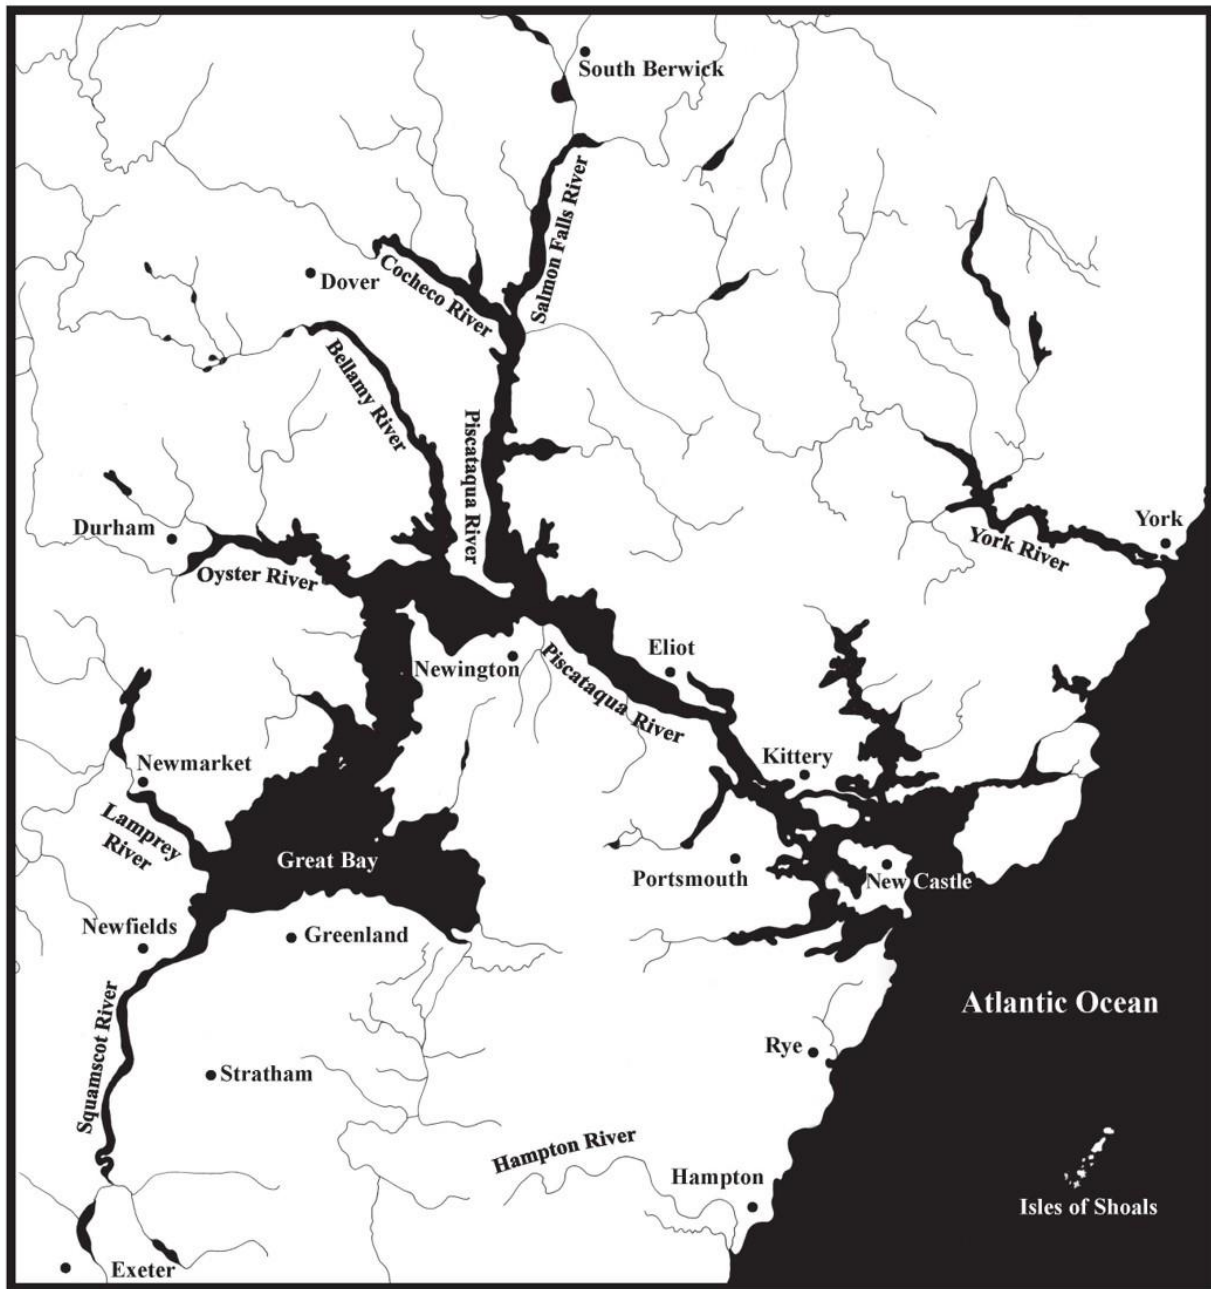 South Berwick
Salmon Falls River
Dover
Cocheco River
Bellamy River
Piscataqua River
Durham
Oyster River
York
York River
Newington
Eliot
Piscataqua River
Newmarket
Kittery
Lamprey
River
Great Bay
Portsmouth
New Castle
Newfields
Greenland
Squamscot River
Atlantic Ocean
Rye
Stratham
Hampton River
Hampton
Isles of Shoals
Exeter